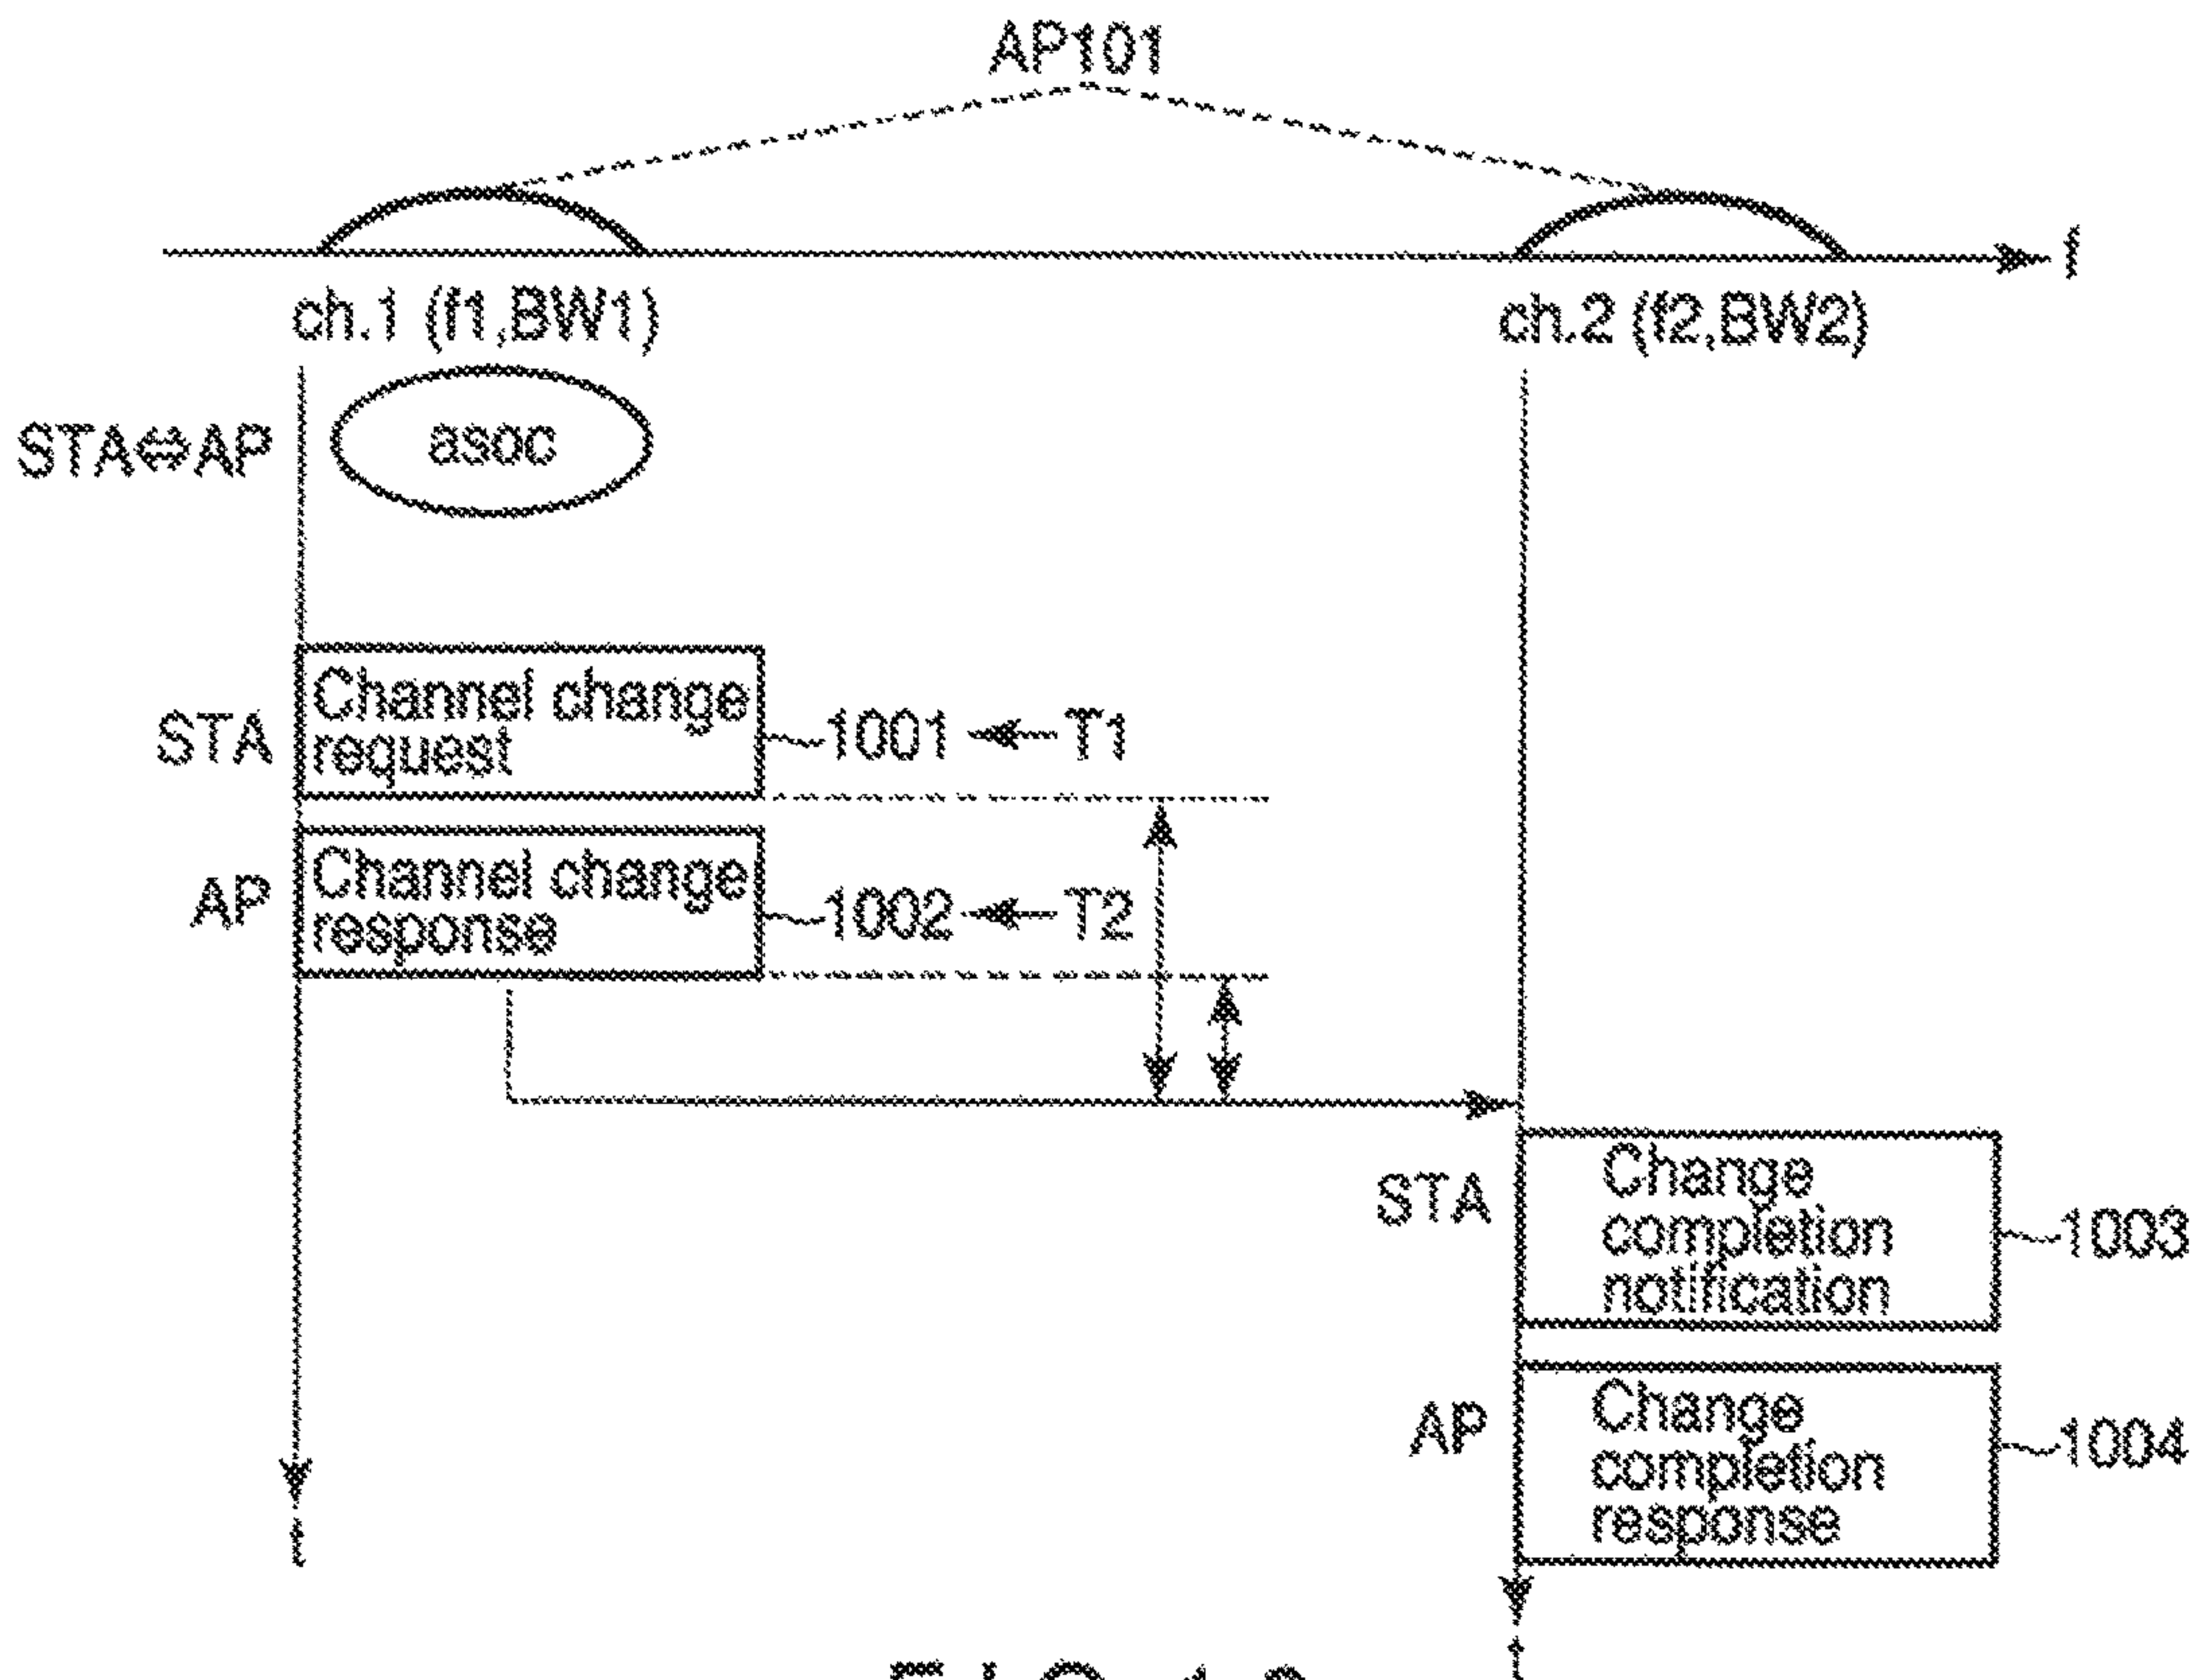 AP101
f
ch.1 (f1,BW1)
ch.2 (f2,BW2)
STA⇔AP
asoc
STA
Channel change
request
1001
T1
AP
Channel change
response
1002
T2
STA
Change
completion
notification
1003
AP
Change
completion
response
1004
t